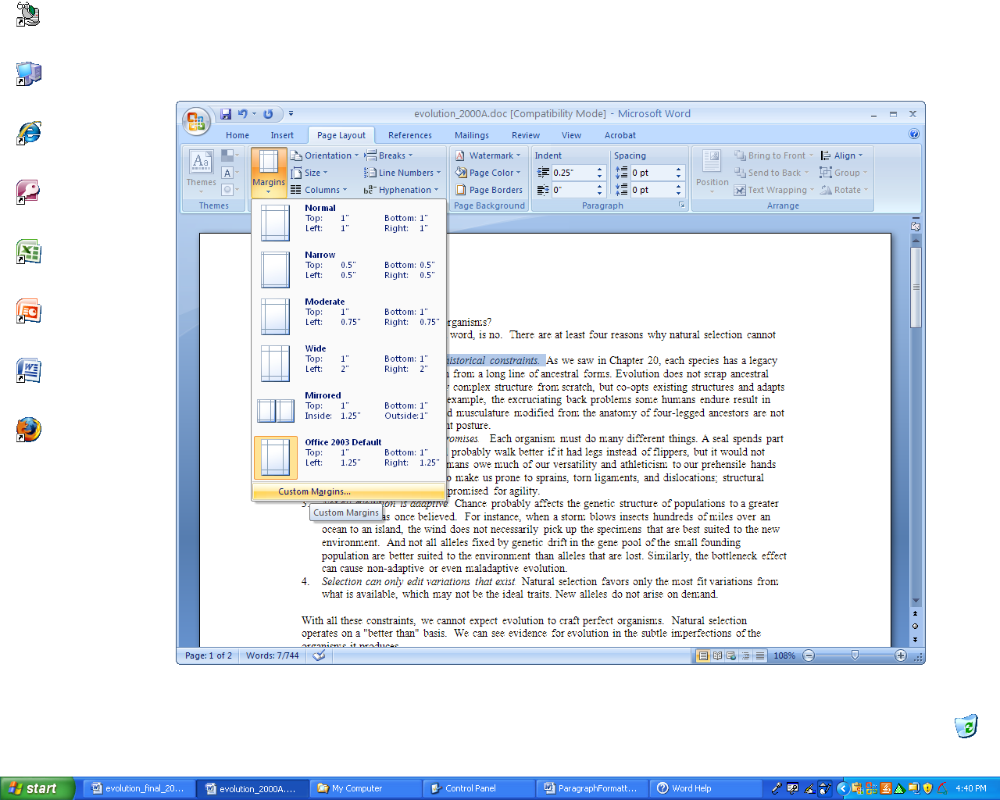 evolution_2000A.doc [Compatibility Mode] - Microsoft Word
Home Insert Page Layout References Mailings Review View Acrobat
Themes
Margins
Orientation
Size
Columns
Breaks
Line Numbers
Hyphenation
Watermark
Page Color
Page Borders
Indent
0.25"
0"
Spacing
0 pt
0 pt
Position
Bring to Front
Send to Back
Text Wrapping
Align
Group
Rotate
Themes
Page Background
Paragraph
Arrange
Normal
Top: 1" Bottom: 1"
Left: 1" Right: 1"
Narrow
Top: 0.5" Bottom: 0.5"
Left: 0.5" Right: 0.5"
Moderate
Top: 1" Bottom: 1"
Left: 0.75" Right: 0.75"
Wide
Top: 1" Bottom: 1"
Left: 2" Right: 2"
Mirrored
Top: 1" Bottom: 1"
Inside: 1.25" Outside: 1"
Office 2003 Default
Top: 1" Bottom: 1"
Left: 1.25" Right: 1.25"
Custom Margins...
Custom Margins
rganisms?
word, is no. There are at least four reasons why natural selection cannot
historical constraints. As we saw in Chapter 20, each species has a legacy
from a long line of ancestral forms. Evolution does not scrap ancestral
complex structure from scratch, but co-opts existing structures and adapts
example, the excruciating back problems some humans endure result in
d musculature modified from the anatomy of four-legged ancestors are not
nt posture.
romises. Each organism must do many different things. A seal spends part
probably walk better if it had legs instead of flippers, but it would not
mans owe much of our versatility and athleticism to our prehensile hands
o make us prone to sprains, torn ligaments, and dislocations; structural
promised for agility.
3. Not all evolution is adaptive. Chance probably affects the genetic structure of populations to a greater
as once believed. For instance, when a storm blows insects hundreds of miles over an
ocean to an island, the wind does not necessarily pick up the specimens that are best suited to the new
environment. And not all alleles fixed by genetic drift in the gene pool of the small founding
population are better suited to the environment than alleles that are lost. Similarly, the bottleneck effect
can cause non-adaptive or even maladaptive evolution.
4. Selection can only edit variations that exist. Natural selection favors only the most fit variations from
what is available, which may not be the ideal traits. New alleles do not arise on demand.
With all these constraints, we cannot expect evolution to craft perfect organisms. Natural selection
operates on a "better than" basis. We can see evidence for evolution in the subtle imperfections of the
organisms it produces.
Page: 1 of 2 Words: 7/744 108%
start evolution_final_20... evolution_2000A.... My Computer Control Panel ParagraphFormatt... Word Help 4:40 PM